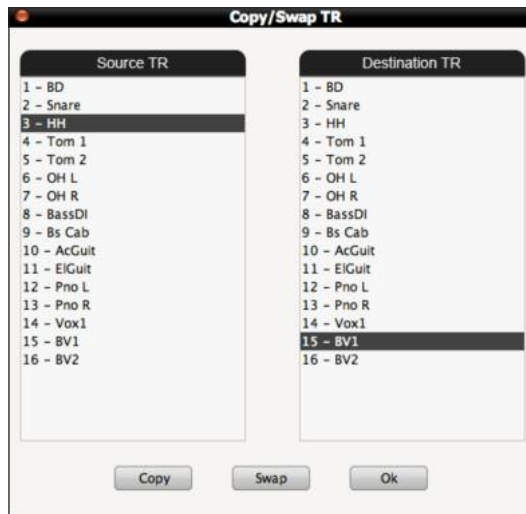 Copy/Swap TR
Source TR
1 - BD
2 - Snare
3 - HH
4 - Tom 1
5 - Tom 2
6 - OH L
7 - OH R
8 - BassDI
9 - Bs Cab
10 - AcGuit
11 - ElGuit
12 - Pno L
13 - Pno R
14 - Vox1
15 - BV1
16 - BV2
Destination TR
1 - BD
2 - Snare
3 - HH
4 - Tom 1
5 - Tom 2
6 - OH L
7 - OH R
8 - BassDI
9 - Bs Cab
10 - AcGuit
11 - ElGuit
12 - Pno L
13 - Pno R
14 - Vox1
15 - BV1
16 - BV2
Copy Swap Ok